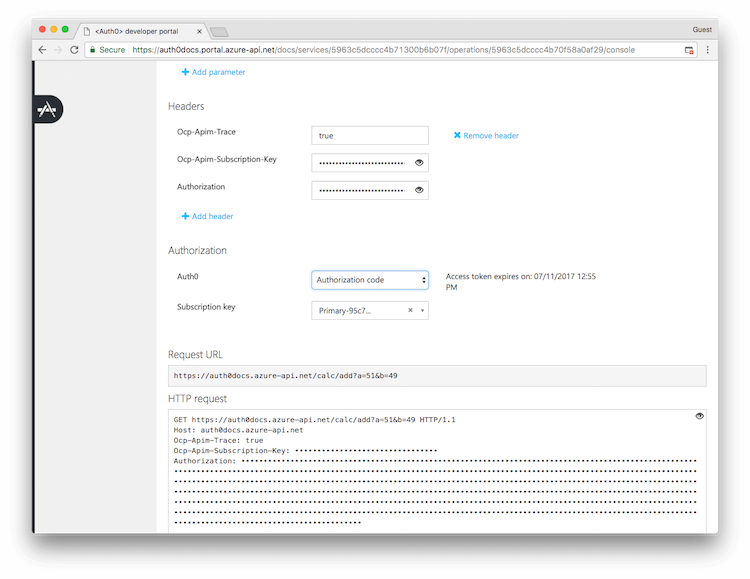 <Auth0> developer portal
Guest
Secure https://auth0docs.portal.azure-api.net/docs/services/5963c5dcccc4b71300b6b07f/operations/5963c5dcccc4b70f58a0af29/console
Add parameter
Headers
Ocp-Apim-Trace true Remove header
Ocp-Apim-Subscription-Key ••••••••••••••••••••••••••
Authorization ••••••••••••••••••••••••••
Add header
Authorization
Auth0 Authorization code Access token expires on: 07/11/2017 12:55
PM
Subscription key Primary-95c7...
Request URL
https://auth0docs.azure-api.net/calc/add?a=51&b=49
HTTP request
GET https://auth0docs.azure-api.net/calc/add?a=51&b=49 HTTP/1.1
Host: auth0docs.azure-api.net
Ocp-Apim-Trace: true
Ocp-Apim-Subscription-Key: ••••••••••••••••••••••••••••••••
Authorization: